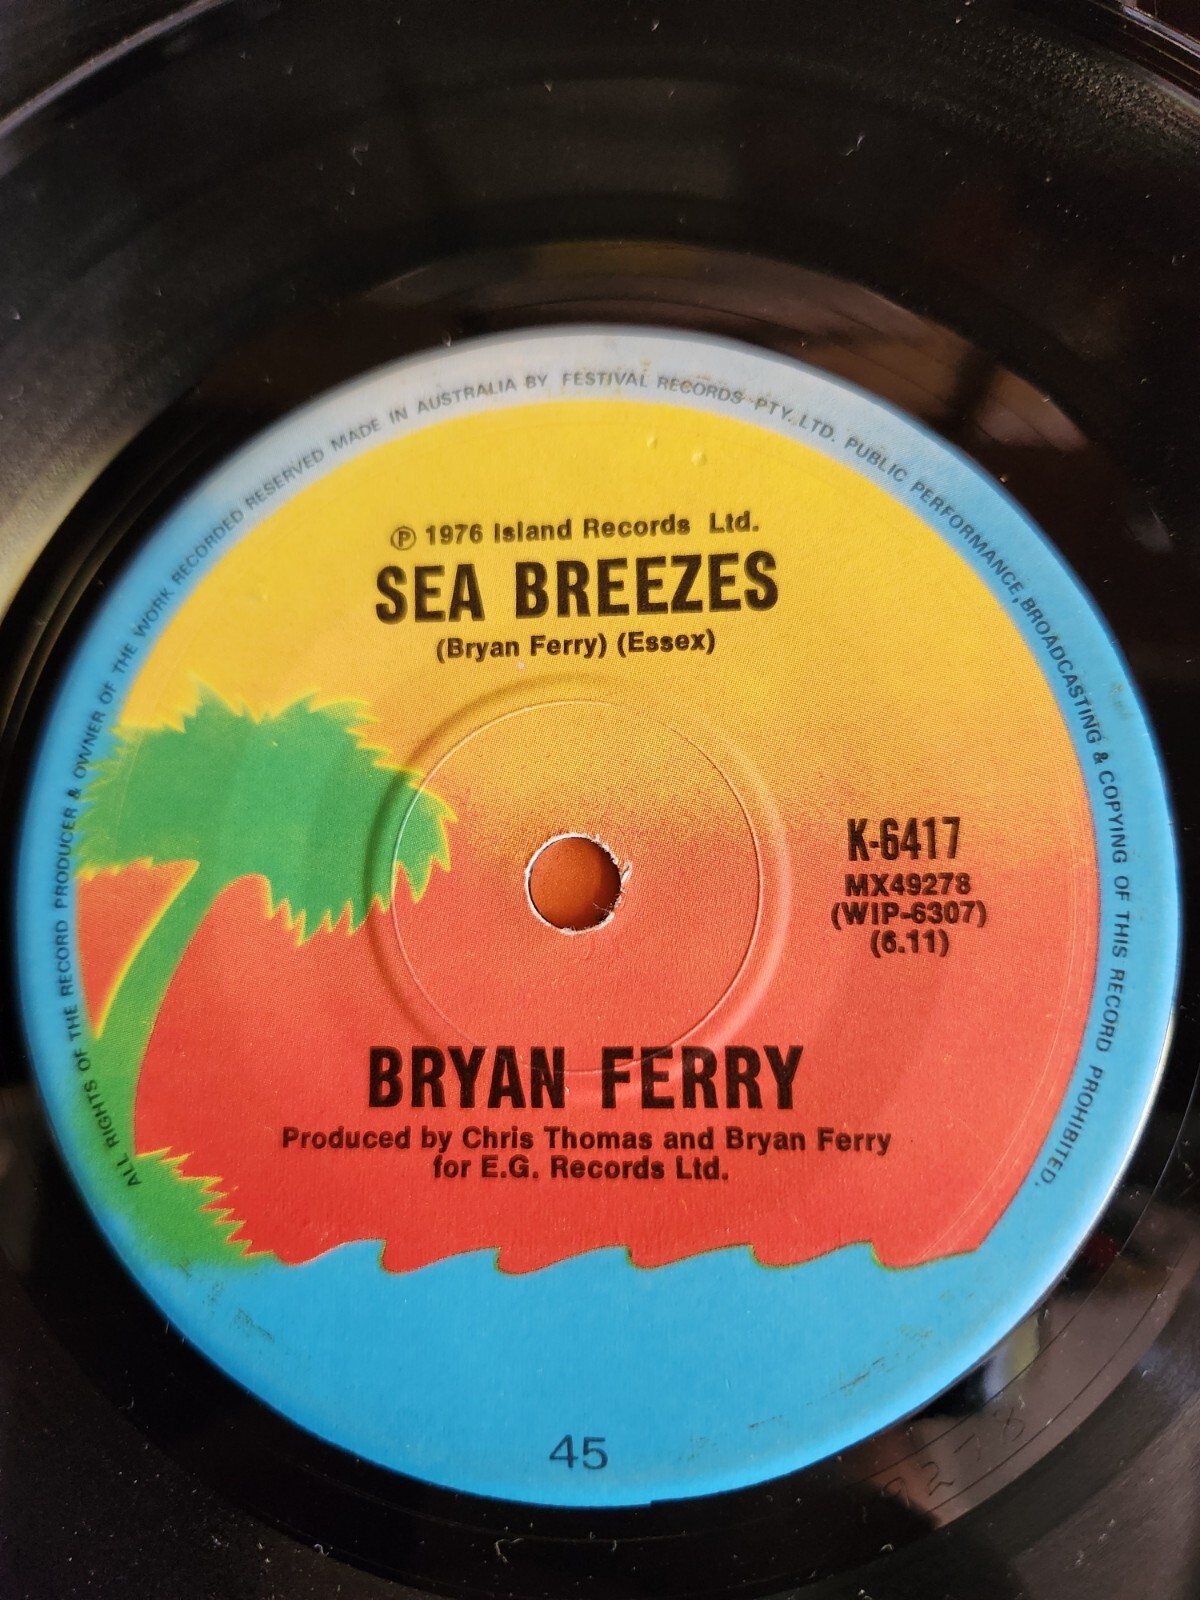 ALL RIGHTS OF THE RECORD PRODUCER & OWNER OF THE WORK RECORDED RESERVED MADE IN AUSTRALIA BY FESTIVAL RECORDS PTY. LTD. PUBLIC PERFORMANCE, BROADCASTING & COPYING OF THIS RECORD PROHIBITED.
℗ 1976 Island Records Ltd.
SEA BREEZES
(Bryan Ferry) (Essex)
K-6417
MX49278
(WIP-6307)
(6.11)
BRYAN FERRY
Produced by Chris Thomas and Bryan Ferry
for E.G. Records Ltd.
45